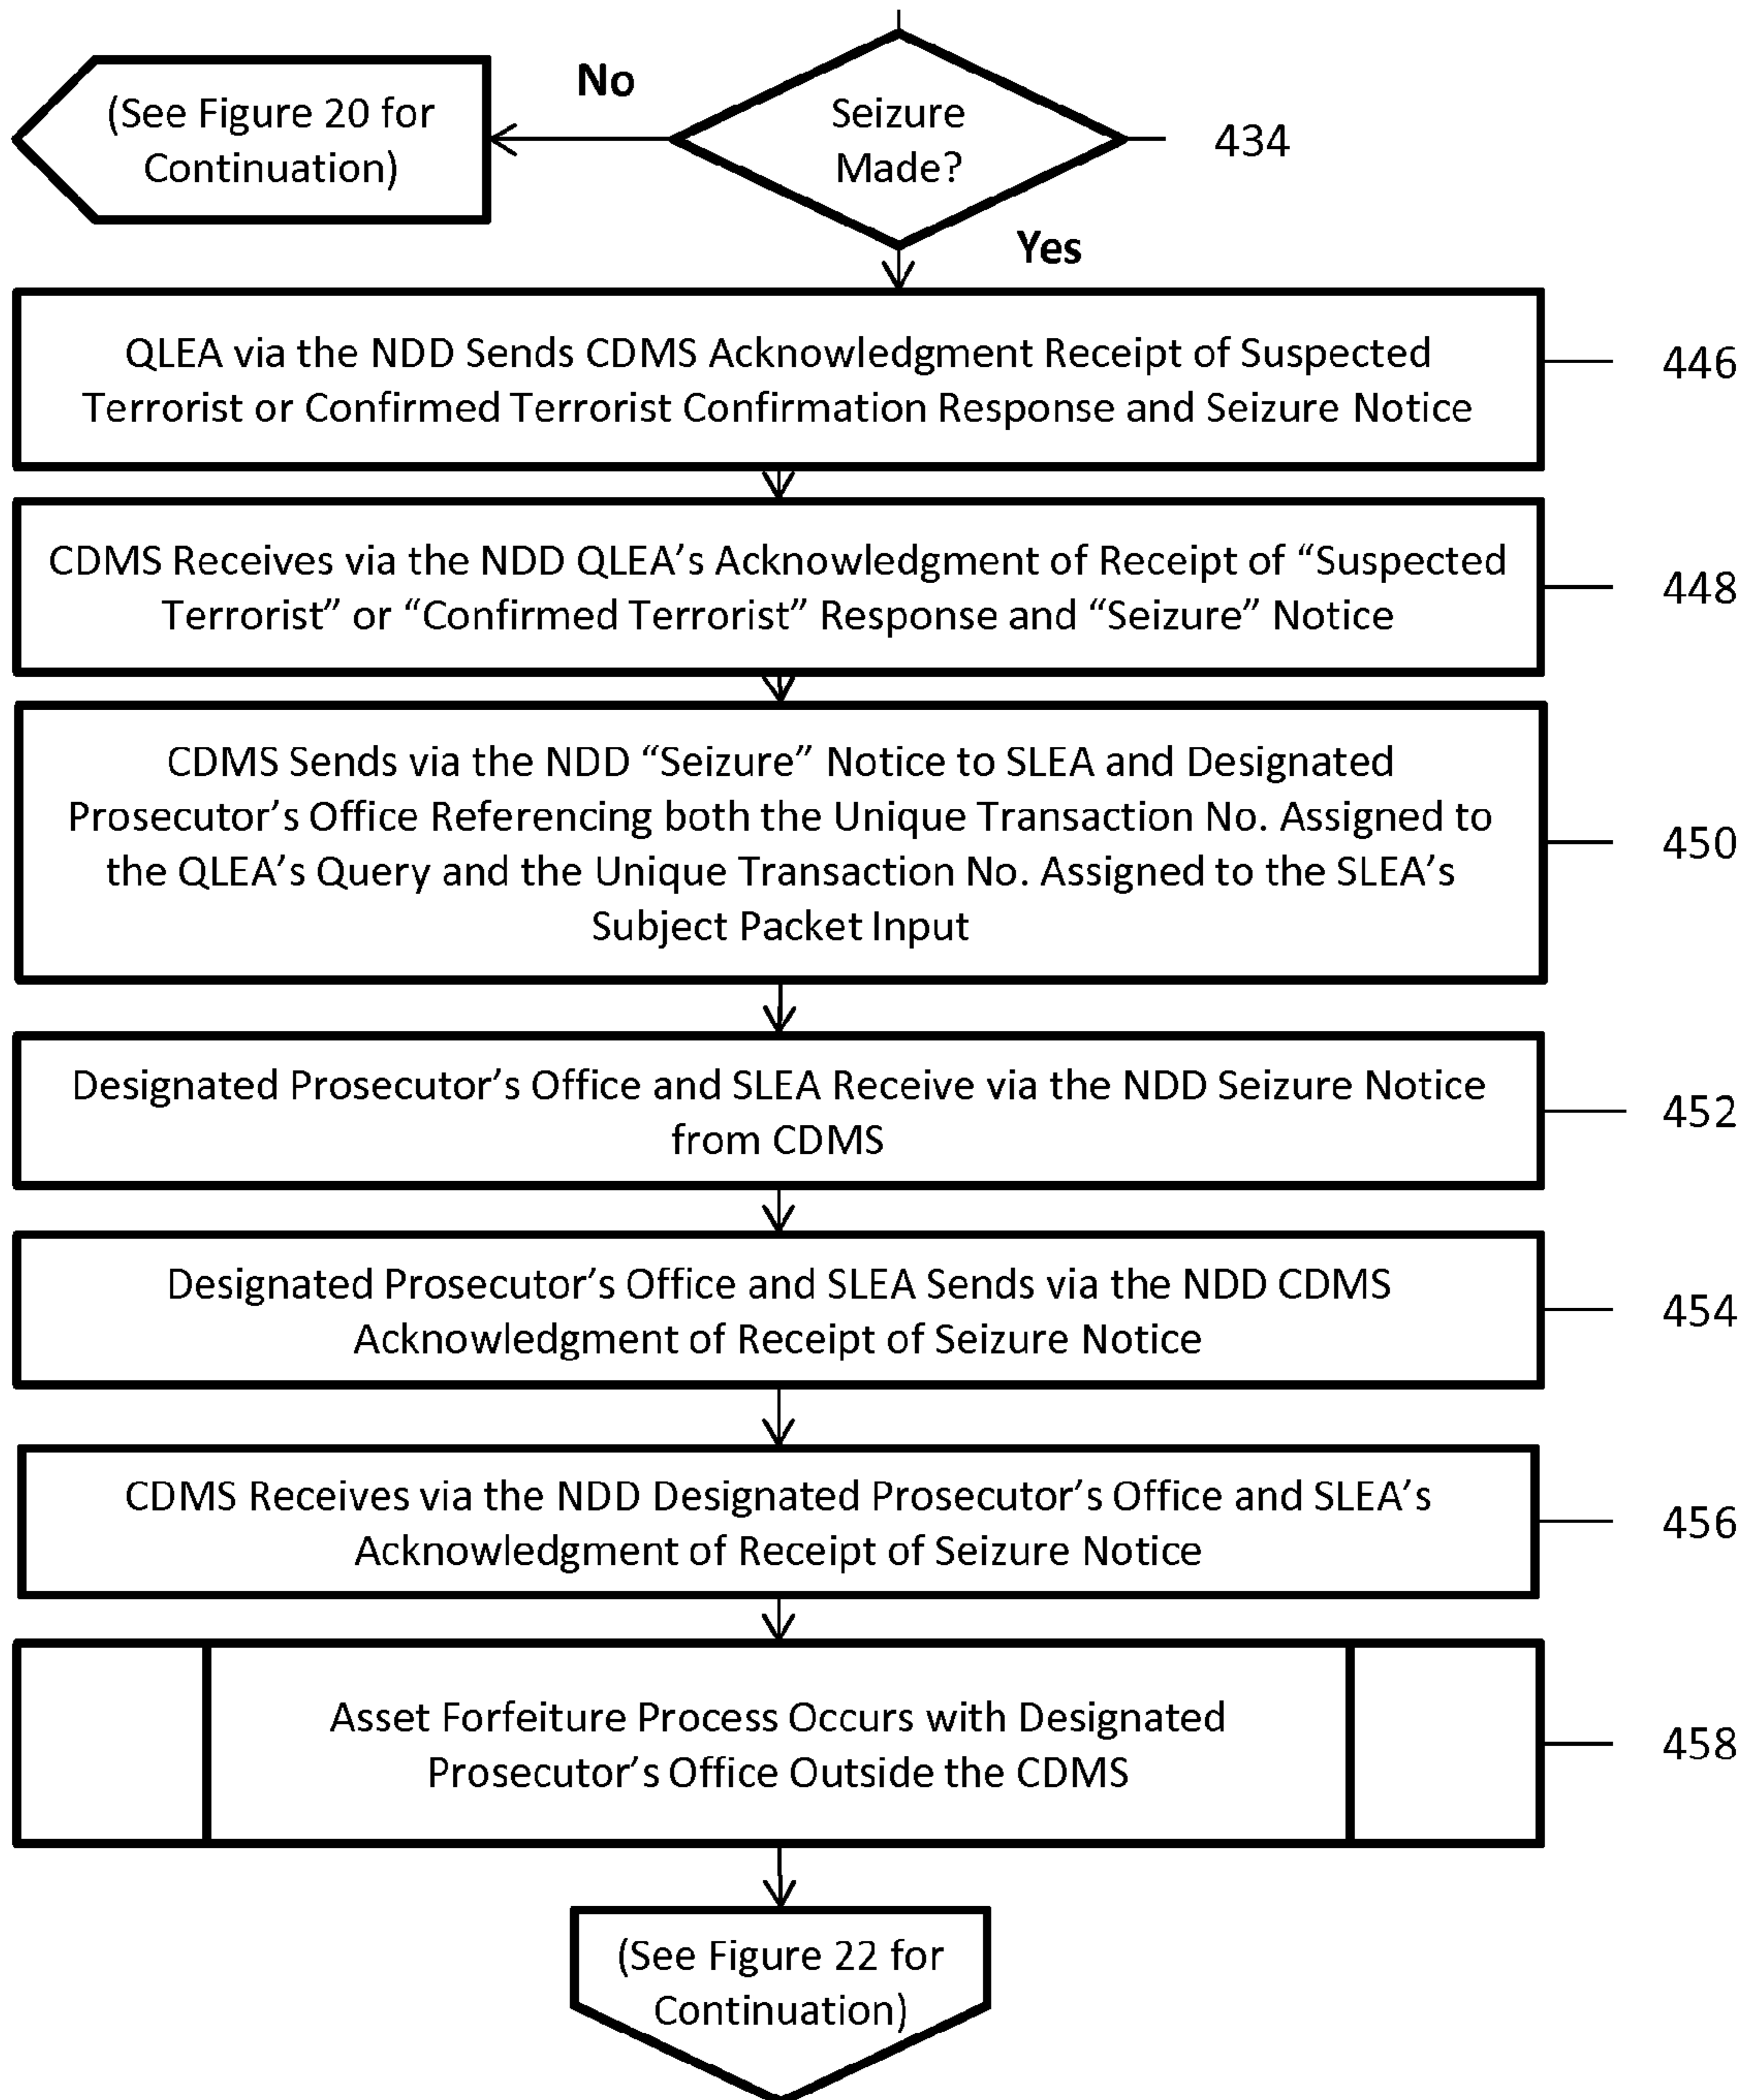 No
(See Figure 20 for
Continuation)
Seizure
Made?
434
Yes
QLEA via the NDD Sends CDMS Acknowledgment Receipt of Suspected
Terrorist or Confirmed Terrorist Confirmation Response and Seizure Notice
446
CDMS Receives via the NDD QLEA’s Acknowledgment of Receipt of “Suspected
Terrorist” or “Confirmed Terrorist” Response and “Seizure” Notice
448
CDMS Sends via the NDD “Seizure” Notice to SLEA and Designated
Prosecutor’s Office Referencing both the Unique Transaction No. Assigned to
the QLEA’s Query and the Unique Transaction No. Assigned to the SLEA’s
Subject Packet Input
450
Designated Prosecutor’s Office and SLEA Receive via the NDD Seizure Notice
from CDMS
452
Designated Prosecutor’s Office and SLEA Sends via the NDD CDMS
Acknowledgment of Receipt of Seizure Notice
454
CDMS Receives via the NDD Designated Prosecutor’s Office and SLEA’s
Acknowledgment of Receipt of Seizure Notice
456
Asset Forfeiture Process Occurs with Designated
Prosecutor’s Office Outside the CDMS
458
(See Figure 22 for
Continuation)